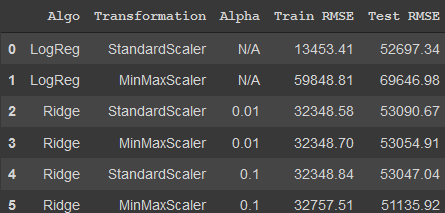 Algo Transformation Alpha Train RMSE Test RMSE
0 LogReg StandardScaler N/A 13453.41 52697.34
1 LogReg MinMaxScaler N/A 59848.81 69646.98
2 Ridge StandardScaler 0.01 32348.58 53090.67
3 Ridge MinMaxScaler 0.01 32348.70 53054.91
4 Ridge StandardScaler 0.1 32348.84 53047.04
5 Ridge MinMaxScaler 0.1 32757.51 51135.92